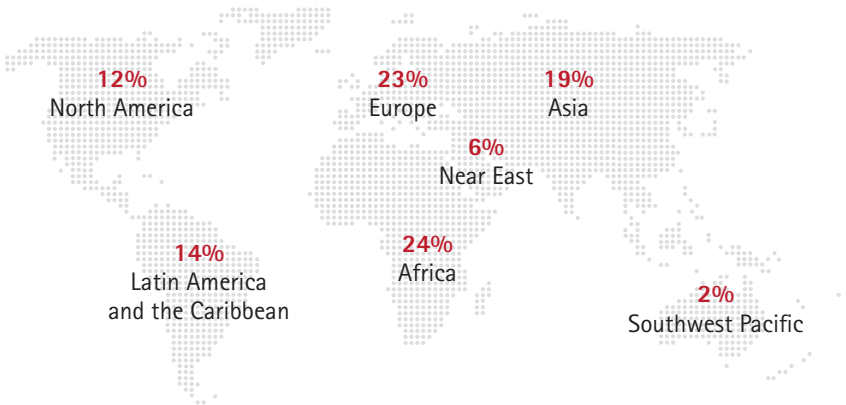 12%
North America
23%
Europe
19%
Asia
6%
Near East
14%
Latin America
and the Caribbean
24%
Africa
2%
Southwest Pacific